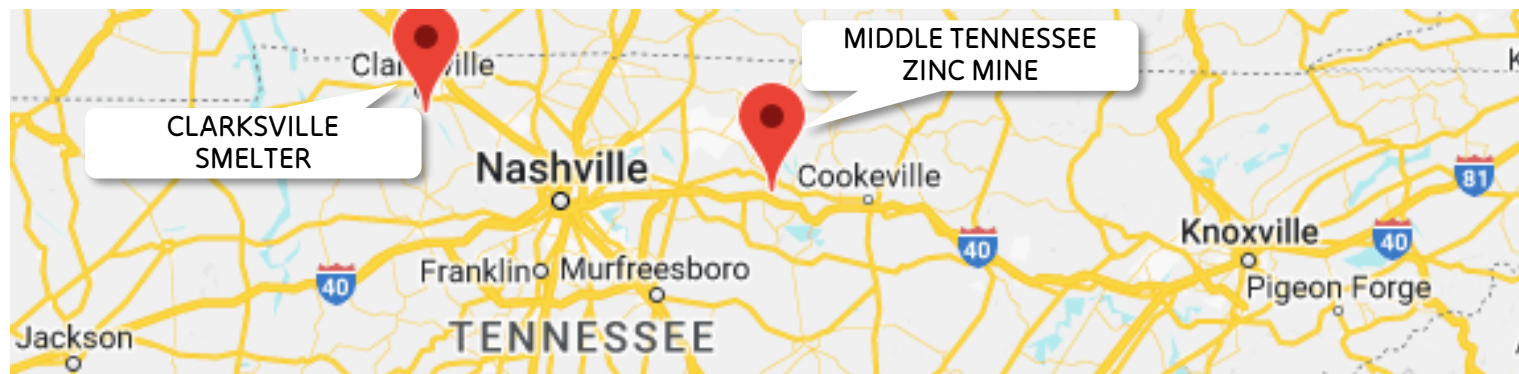 MIDDLE TENNESSEE
ZINC MINE
CLARKSVILLE
SMELTER
Nashville
Cookeville
81
Knoxville
40
40
Franklin
Murfreesboro
40
Pigeon Forge
Jackson
TENNESSEE